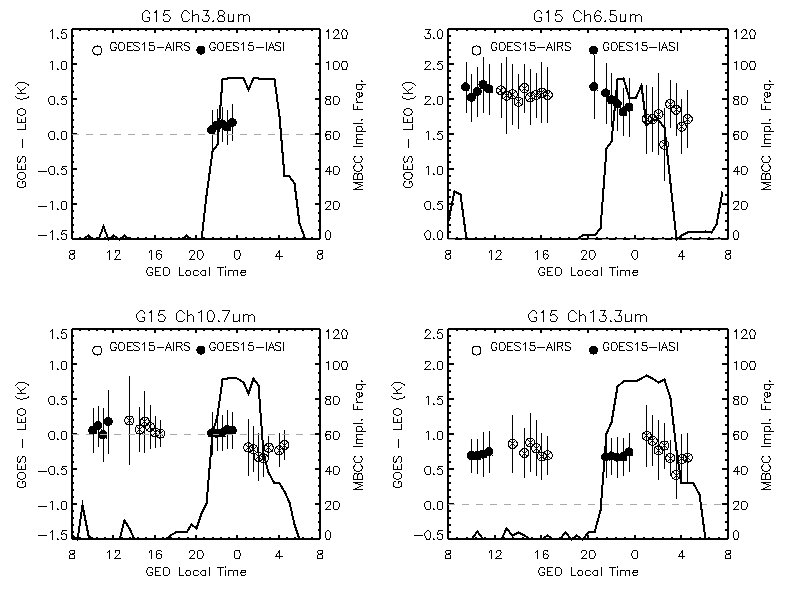 G15 Ch3.8um
GOES15-AIRS GOES15-IASI
GOES - LEO (K)
1.5
1.0
0.5
0.0
-0.5
-1.0
-1.5
120
100
80
60
40
20
0
MBCC Impl. Freq.
8 12 16 20 0 4 8
GEO Local Time
G15 Ch6.5um
GOES15-AIRS GOES15-IASI
GOES - LEO (K)
3.0
2.5
2.0
1.5
1.0
0.5
0.0
120
100
80
60
40
20
0
MBCC Impl. Freq.
8 12 16 20 0 4 8
GEO Local Time
G15 Ch10.7um
GOES15-AIRS GOES15-IASI
GOES - LEO (K)
1.5
1.0
0.5
0.0
-0.5
-1.0
-1.5
120
100
80
60
40
20
0
MBCC Impl. Freq.
8 12 16 20 0 4 8
GEO Local Time
G15 Ch13.3um
GOES15-AIRS GOES15-IASI
GOES - LEO (K)
2.5
2.0
1.5
1.0
0.5
0.0
-0.5
120
100
80
60
40
20
0
MBCC Impl. Freq.
8 12 16 20 0 4 8
GEO Local Time